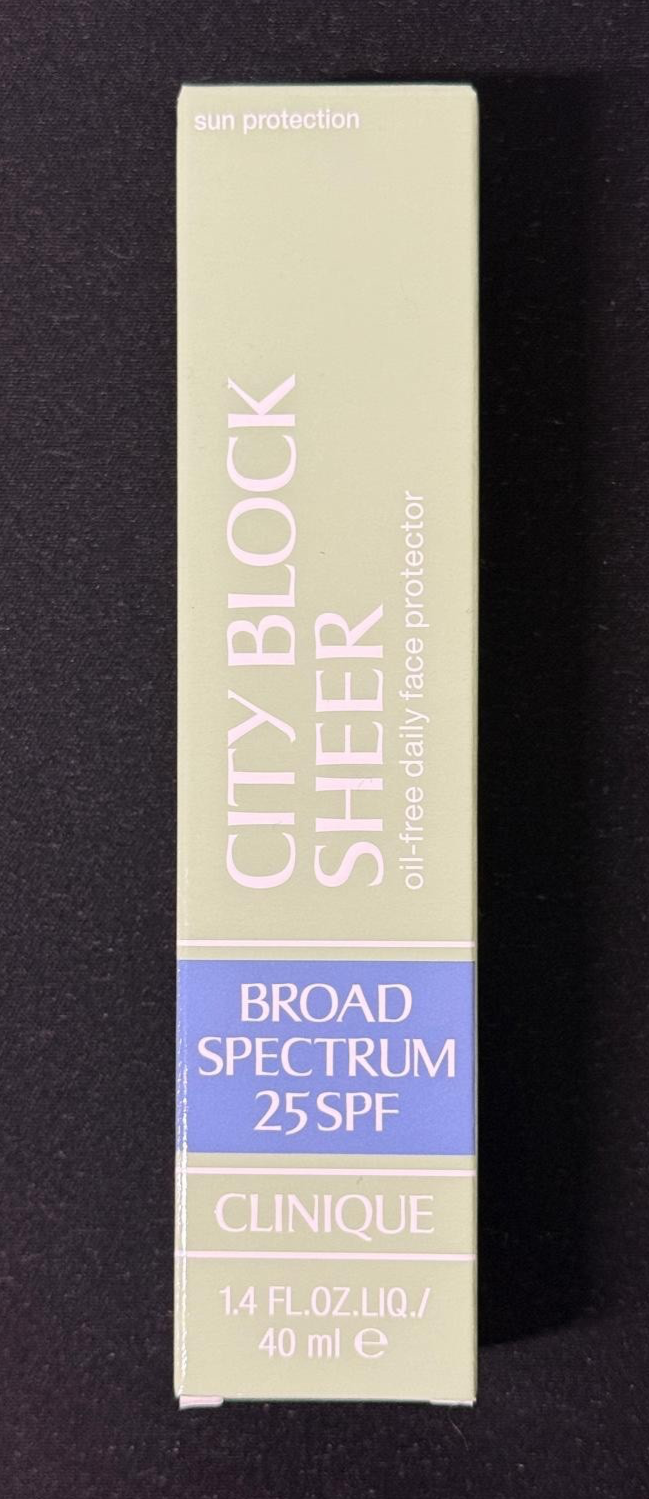 sun protection
CITY BLOCK
SHEER
oil-free daily face protector
BROAD
SPECTRUM
25 SPF
CLINIQUE
1.4 FL.OZ.LIQ./
40 ml ℮